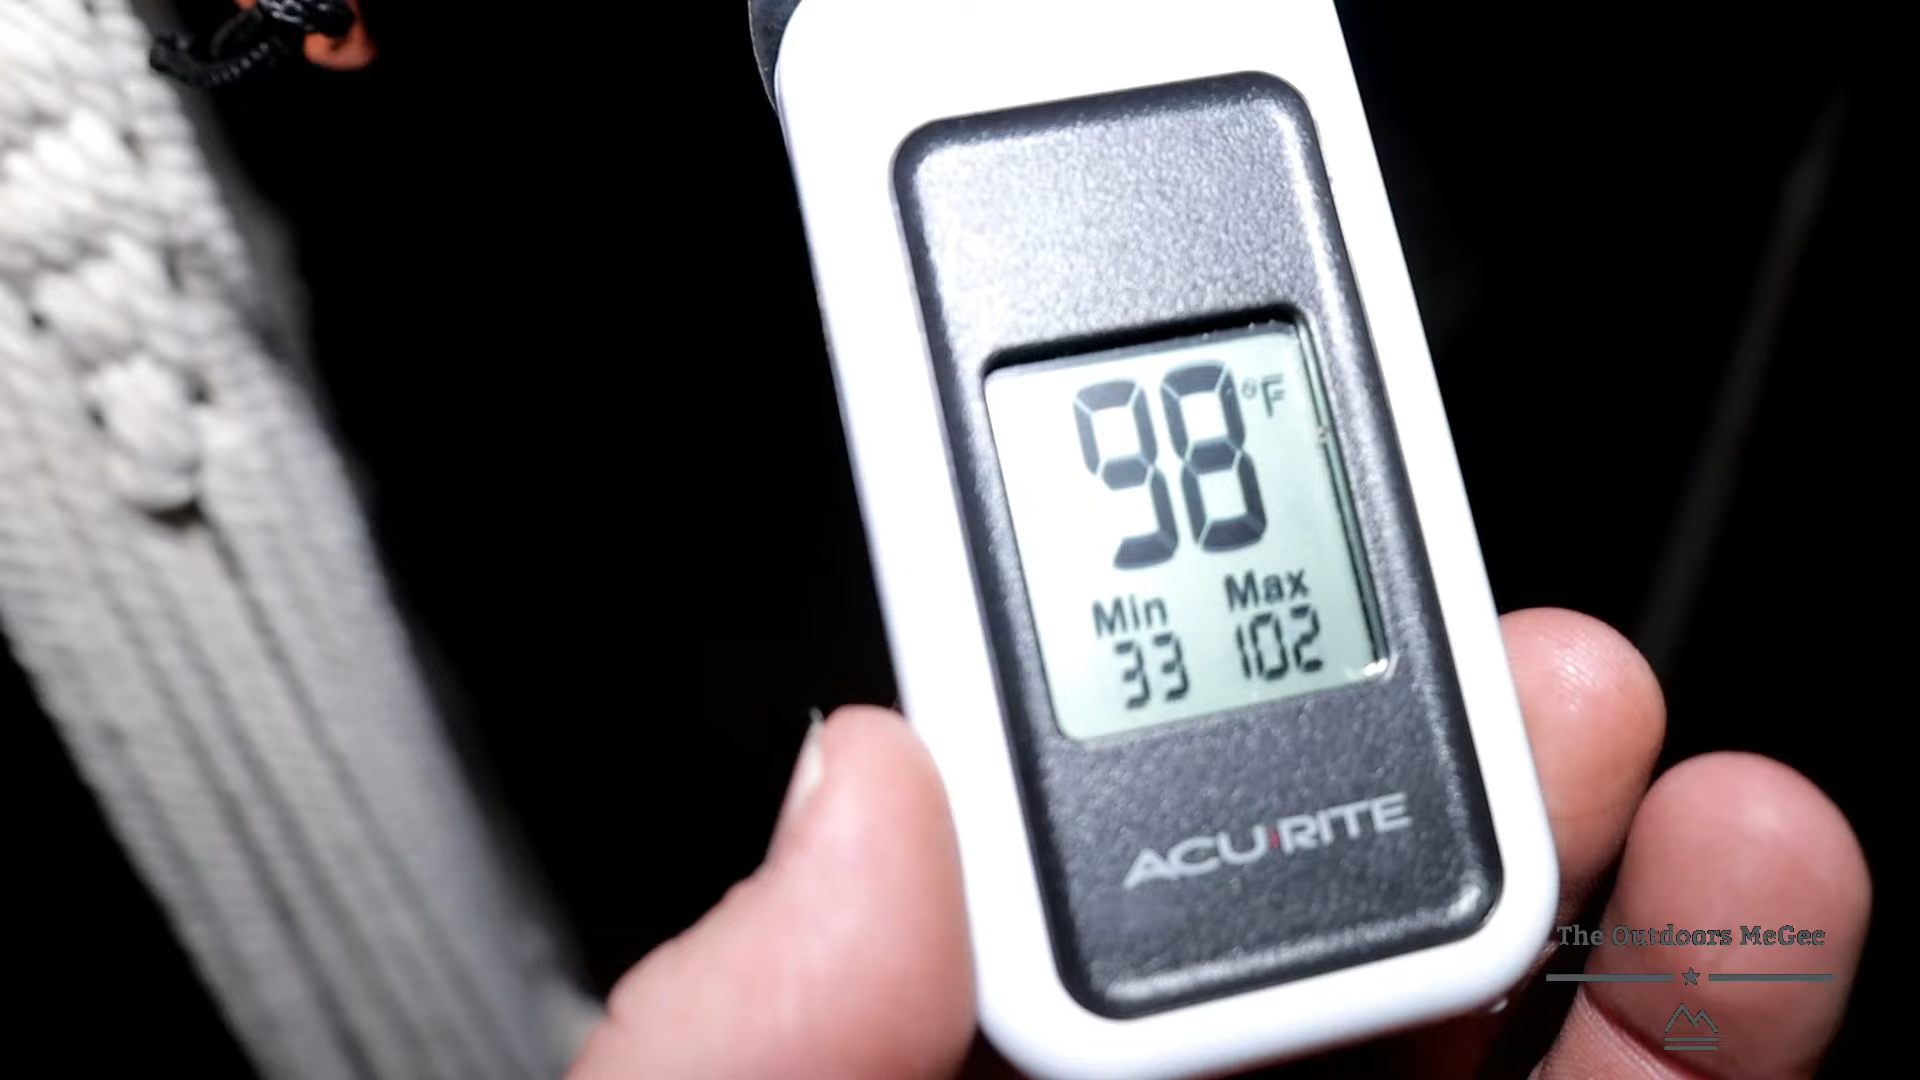 98 °F
Min Max
33 102
ACU RITE
The Outdoors McGee